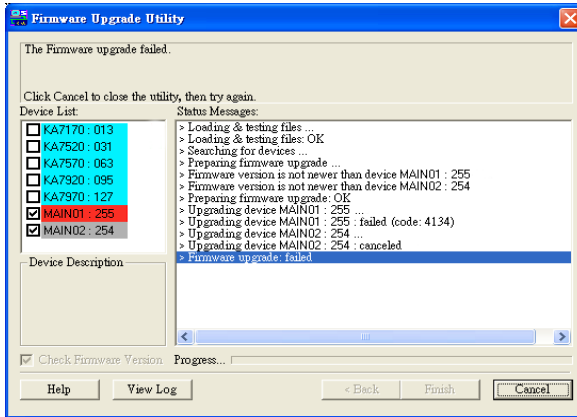 Firmware Upgrade Utility
The Firmware upgrade failed.
Click Cancel to close the utility, then try again.
Device List:
Status Messages:
KA7170 : 013
KA7520 : 031
KA7570 : 063
KA7920 : 095
KA7970 : 127
MAIN01 : 255
MAIN02 : 254
> Loading & testing files ...
> Loading & testing files: OK
> Searching for devices ...
> Preparing firmware upgrade ...
> Firmware version is not newer than device MAIN01 : 255
> Firmware version is not newer than device MAIN02 : 254
> Preparing firmware upgrade: OK
> Upgrading device MAIN01 : 255 ...
> Upgrading device MAIN01 : 255 : failed (code: 4134)
> Upgrading device MAIN02 : 254 ...
> Upgrading device MAIN02 : 254 : canceled
> Firmware upgrade: failed
Device Description
Check Firmware Version
Progress...
Help
View Log
< Back
Finish
Cancel